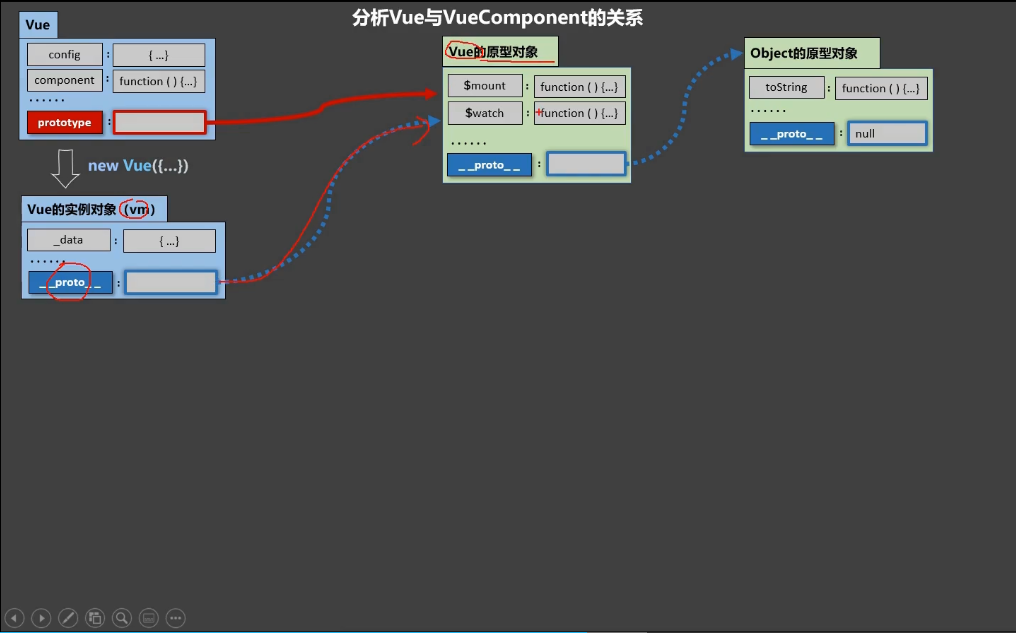 分析Vue与VueComponent的关系
Vue
config : { ...}
component : function ( ) {...}
······
prototype :
new Vue({...})
Vue的实例对象（vm）
_data : { ...}
······
__proto__ :
Vue的原型对象
$mount : function ( ) {...}
$watch : function ( ) {...}
······
__proto__ :
Object的原型对象
toString : function ( ) {...}
······
__proto__ : null